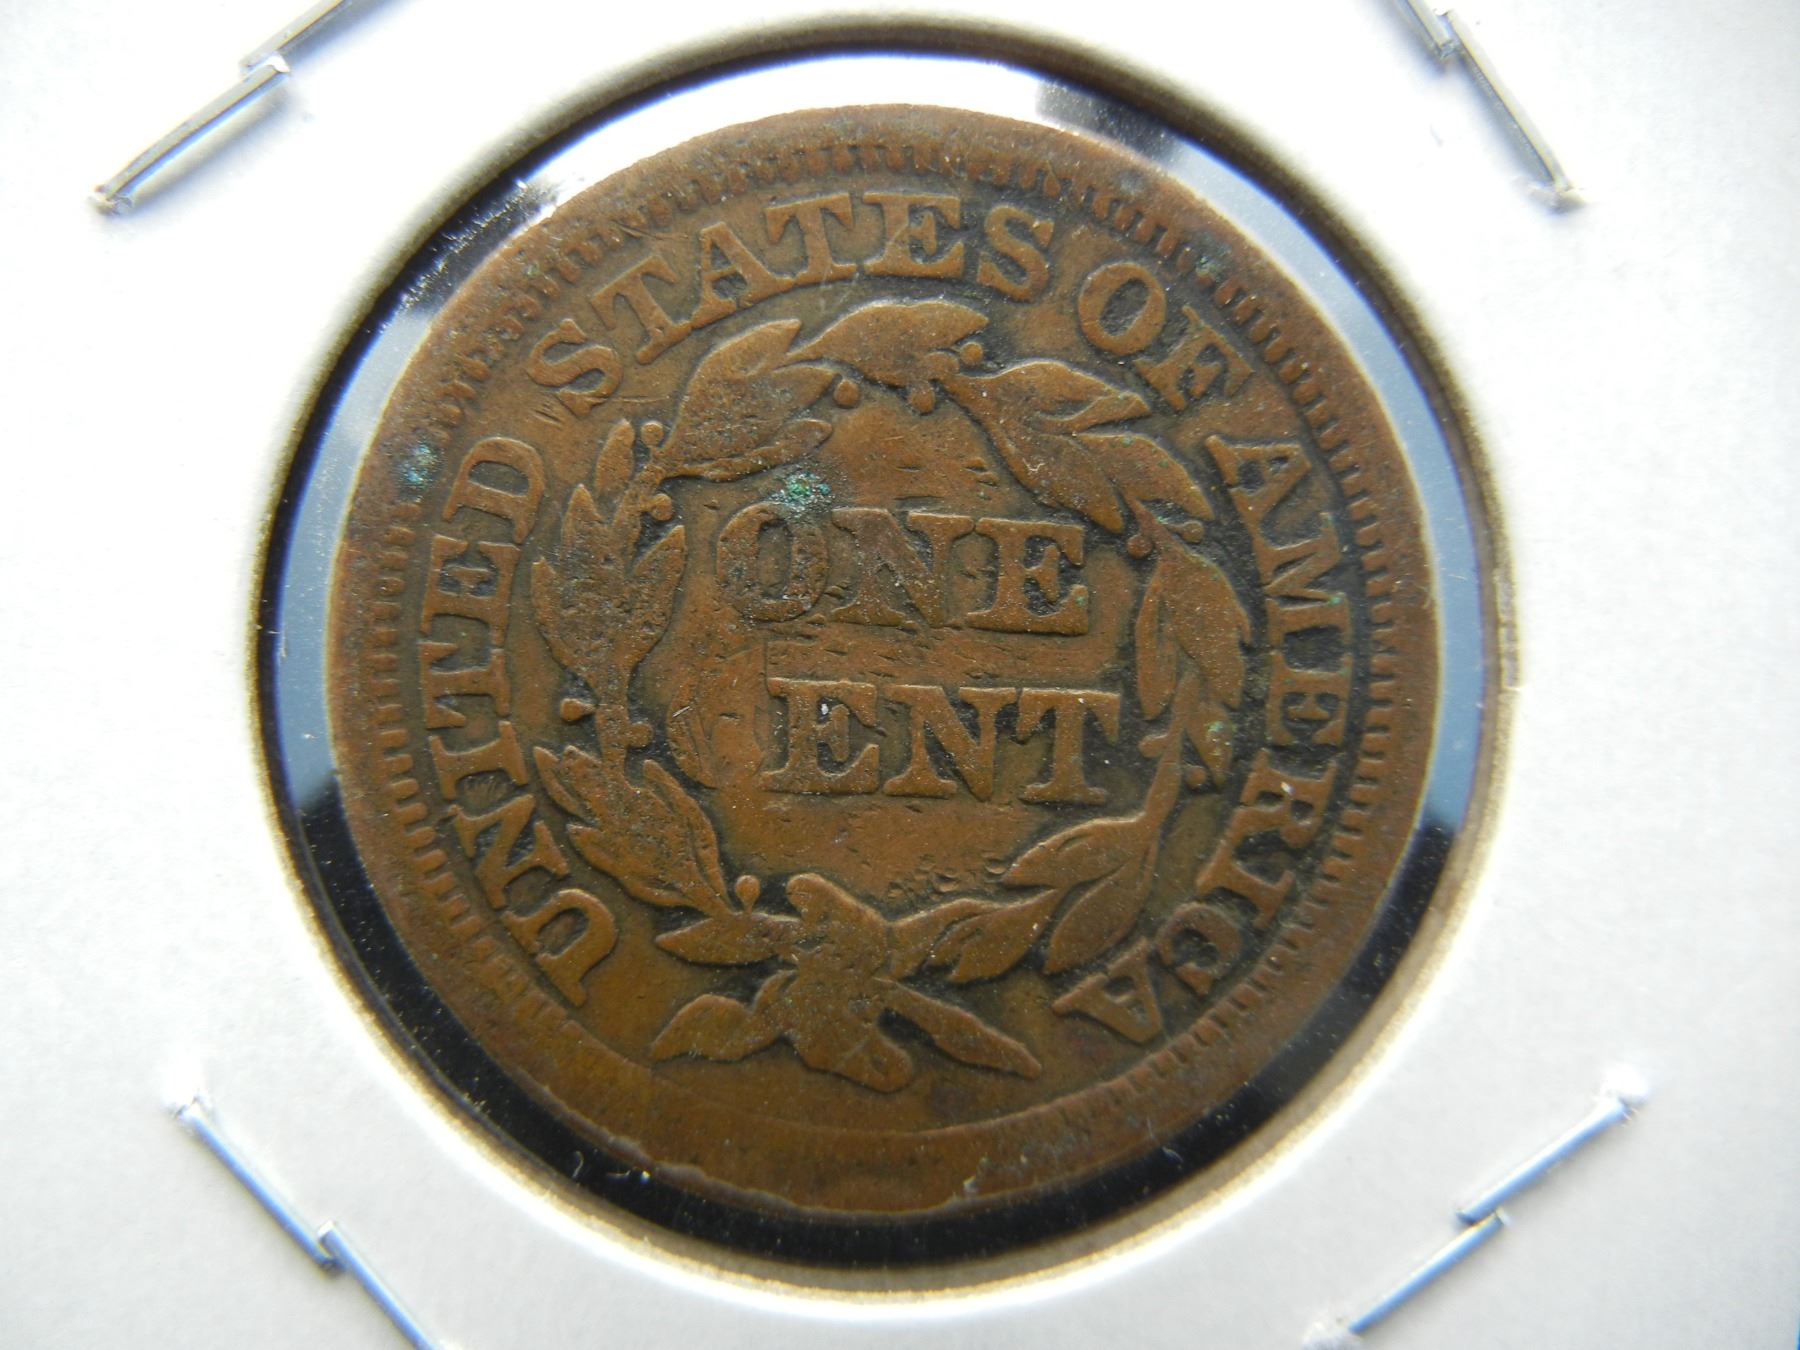 UNITED STATES OF AMERICA
ONE
ENT